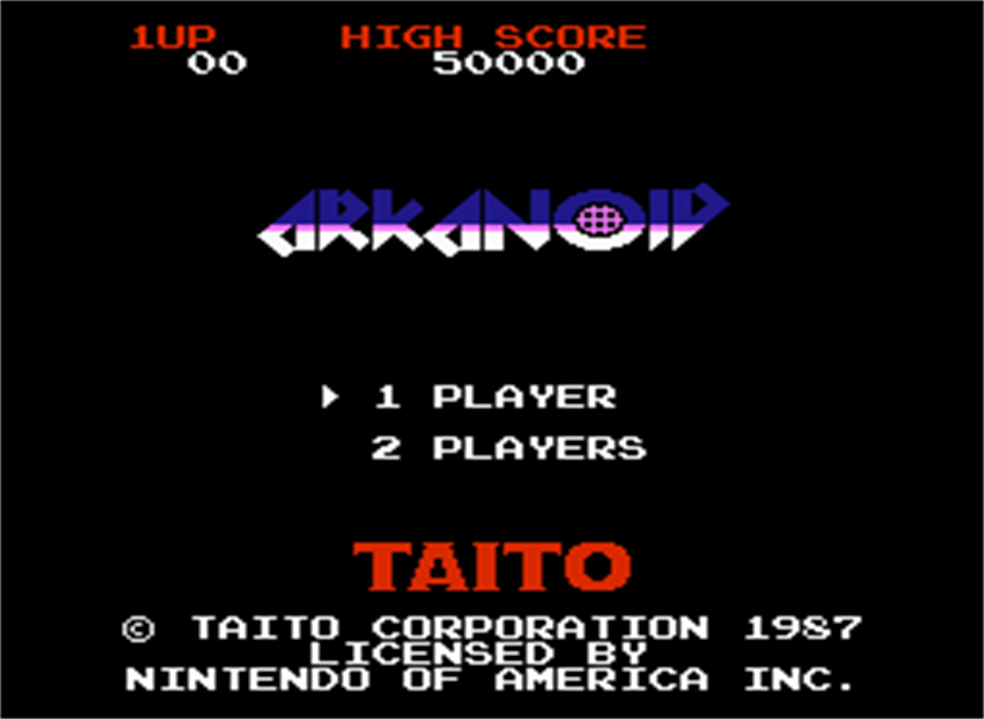 1UP HIGH SCORE
00 50000
ARKANOID
1 PLAYER
2 PLAYERS
TAITO
© TAITO CORPORATION 1987
LICENSED BY
NINTENDO OF AMERICA INC.